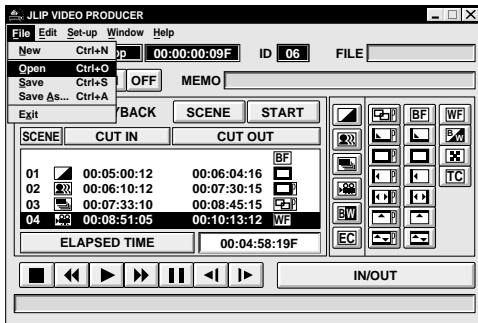 JLIP VIDEO PRODUCER
File Edit Set-up Window Help
New Ctrl+N
Open Ctrl+O
Save Ctrl+S
Save As... Ctrl+A
Exit
00:00:00:09F ID 06 FILE
OFF MEMO
SCENE START
SCENE CUT IN CUT OUT
BF
01 00:05:00:12 00:06:04:16
02 00:06:10:12 00:07:30:15 P
03 00:07:33:10 00:08:45:15 P
04 00:08:51:05 00:10:13:12 WF
ELAPSED TIME 00:04:58:19F
P BF WF
P B/W
P
P TC
P
BW P
EC P
IN/OUT